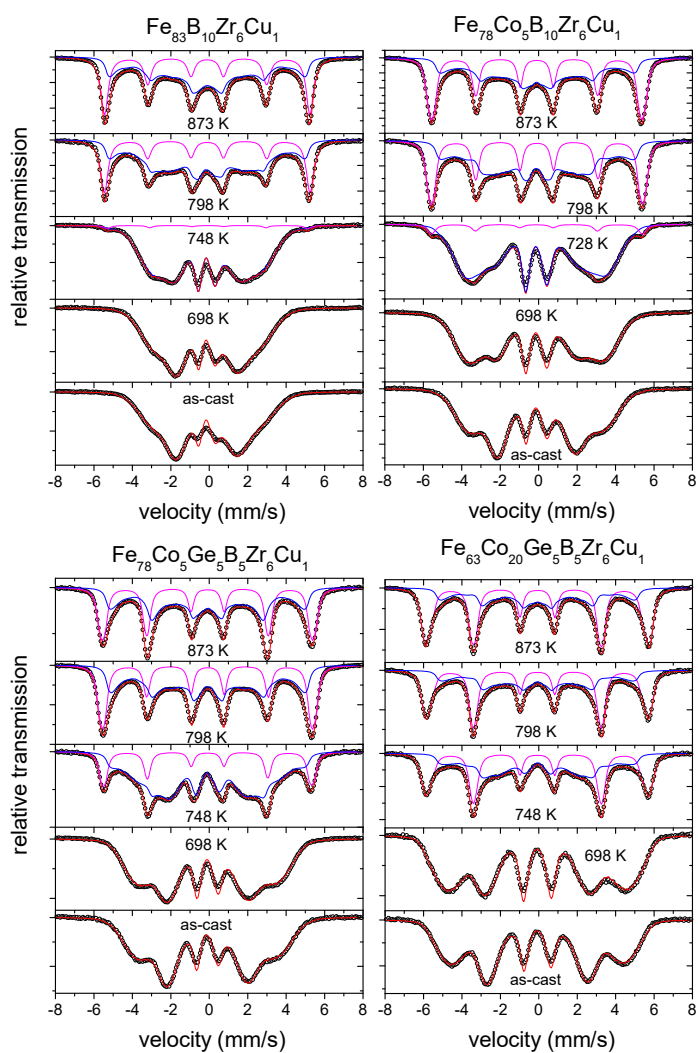 Fe83B10Zr6Cu1
Fe78Co5B10Zr6Cu1
relative transmission
873 K
798 K
748 K
698 K
as-cast
873 K
798 K
728 K
698 K
as-cast
-8 -6 -4 -2 0 2 4 6 8
-8 -6 -4 -2 0 2 4 6 8
velocity (mm/s)
velocity (mm/s)
Fe78Co5Ge5B5Zr6Cu1
Fe63Co20Ge5B5Zr6Cu1
relative transmission
873 K
798 K
748 K
698 K
as-cast
873 K
798 K
748 K
698 K
as-cast
-8 -6 -4 -2 0 2 4 6 8
-8 -6 -4 -2 0 2 4 6 8
velocity (mm/s)
velocity (mm/s)